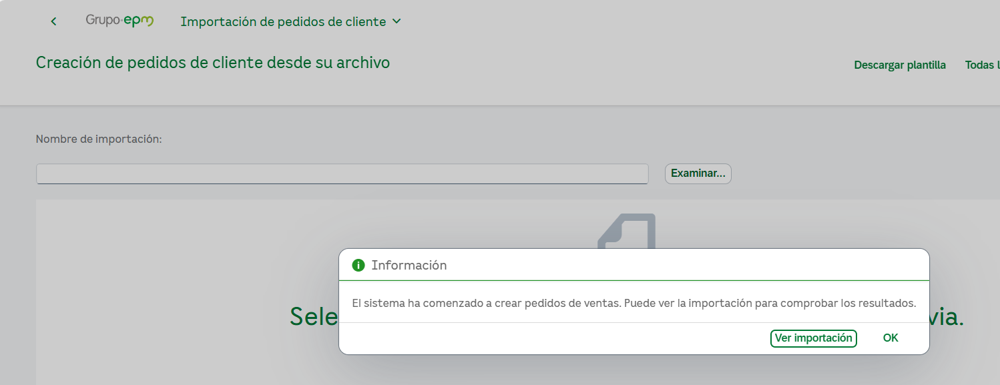 Grupo·epm Importación de pedidos de cliente
Creación de pedidos de cliente desde su archivo
Descargar plantilla Todas l
Nombre de importación:
Examinar...
Información
El sistema ha comenzado a crear pedidos de ventas. Puede ver la importación para comprobar los resultados.
Sele via.
Ver importación OK